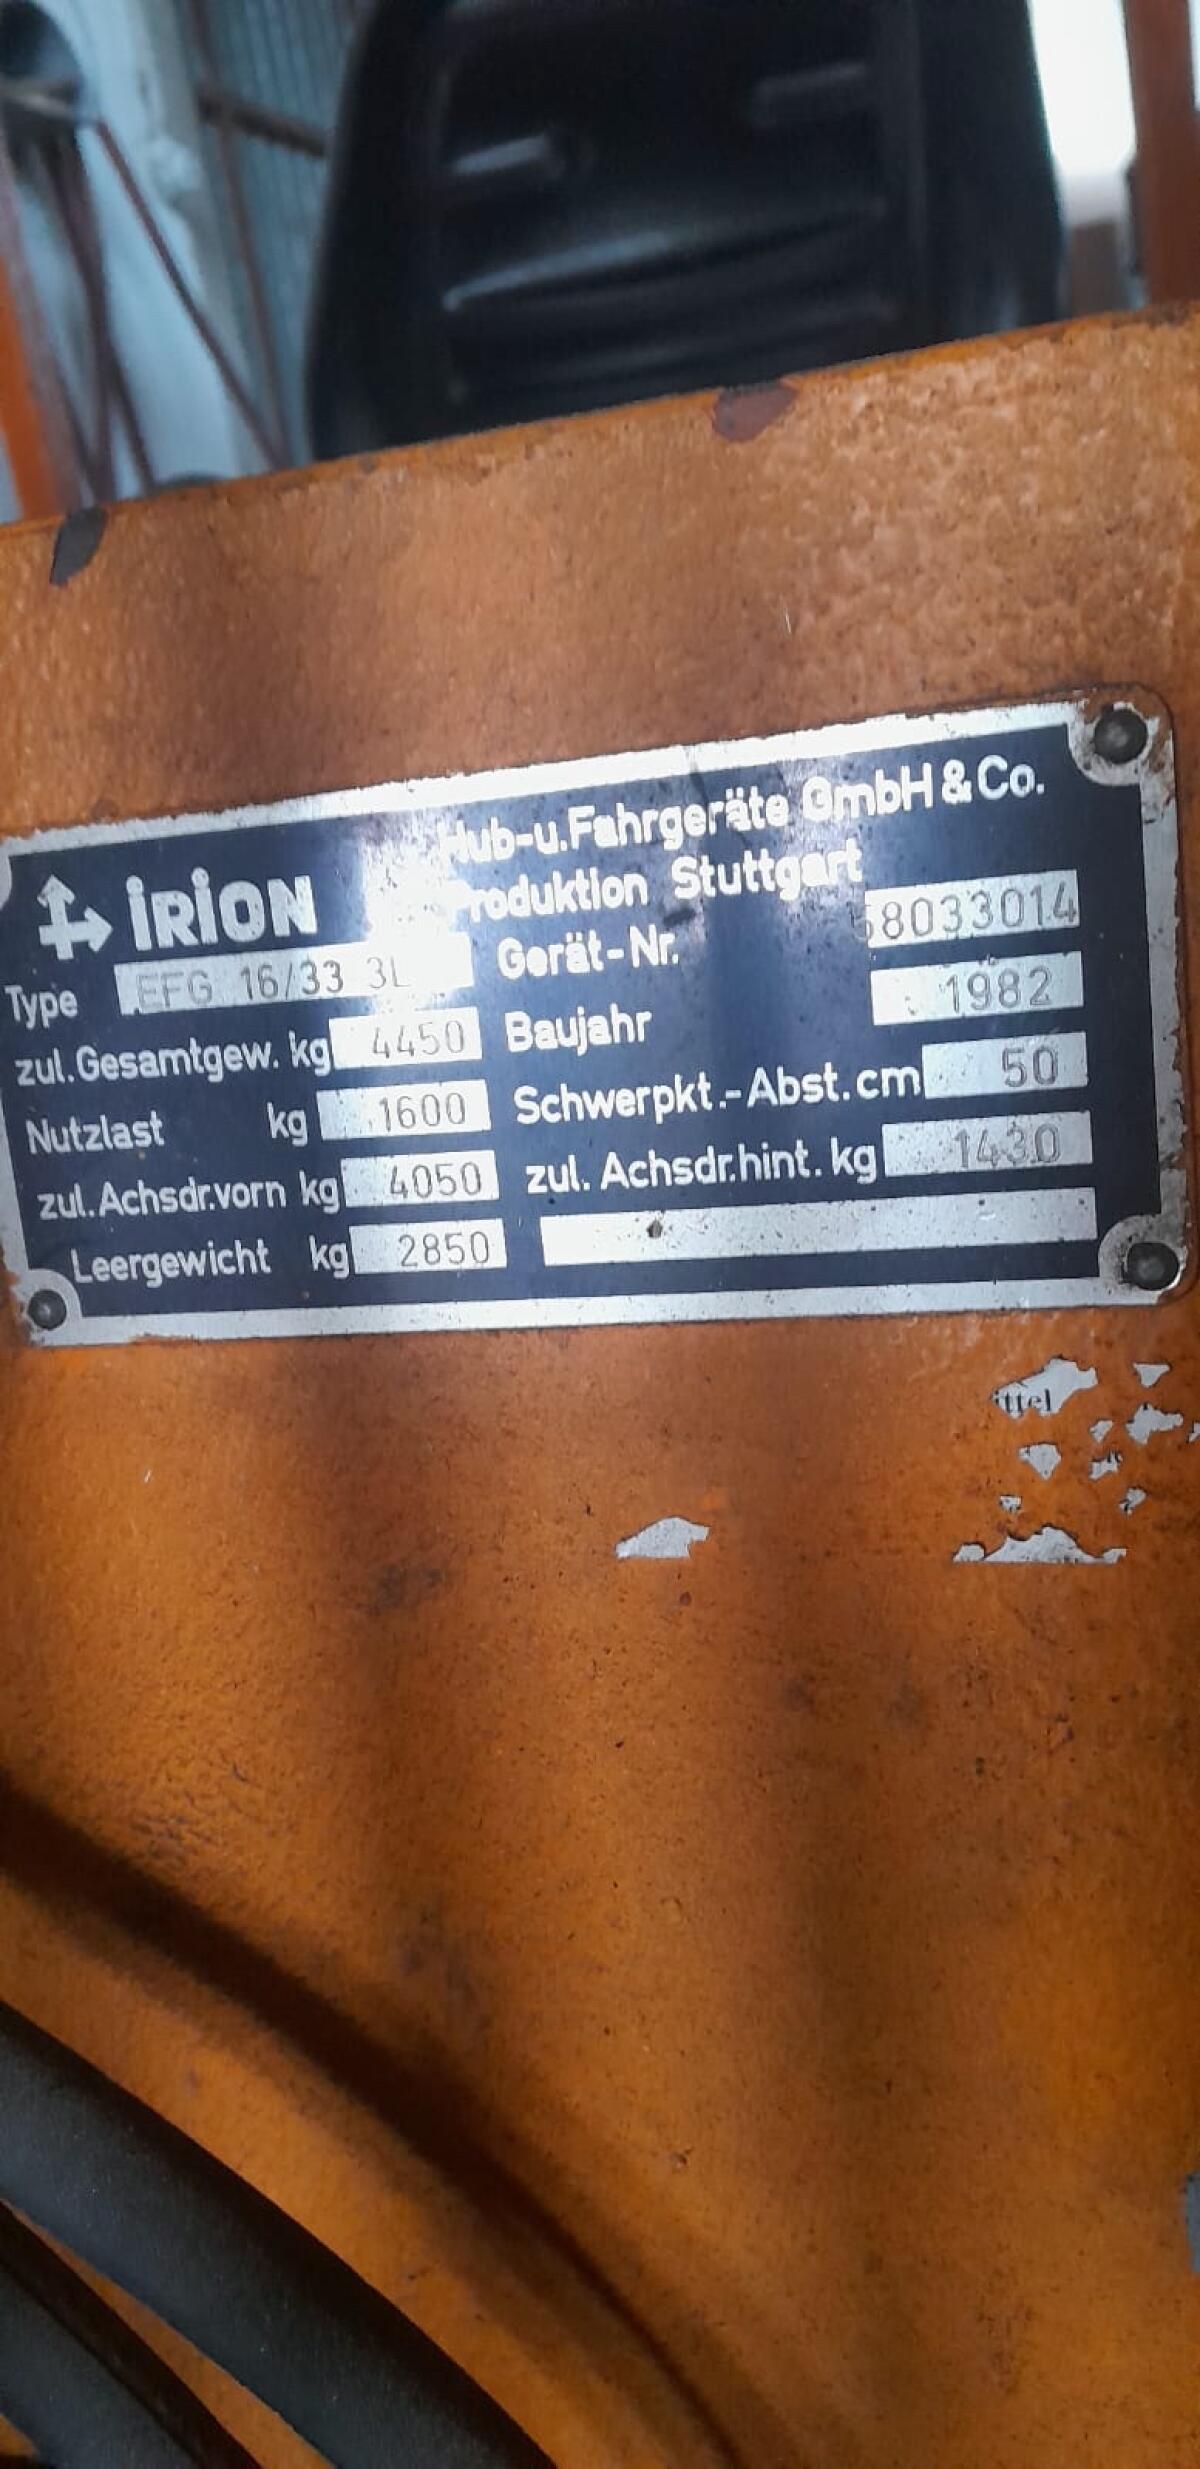 iRiON
Hub-u.Fahrgeräte GmbH & Co.
Produktion Stuttgart
Type EFG 16/33 3L Gerät-Nr. 58033014
zul.Gesamtgew. kg 4450 Baujahr 1982
Nutzlast kg 1600 Schwerpkt.-Abst.cm 50
zul.Achsdr.vorn kg 4050 zul. Achsdr.hint. kg 1430
Leergewicht kg 2850
ittel